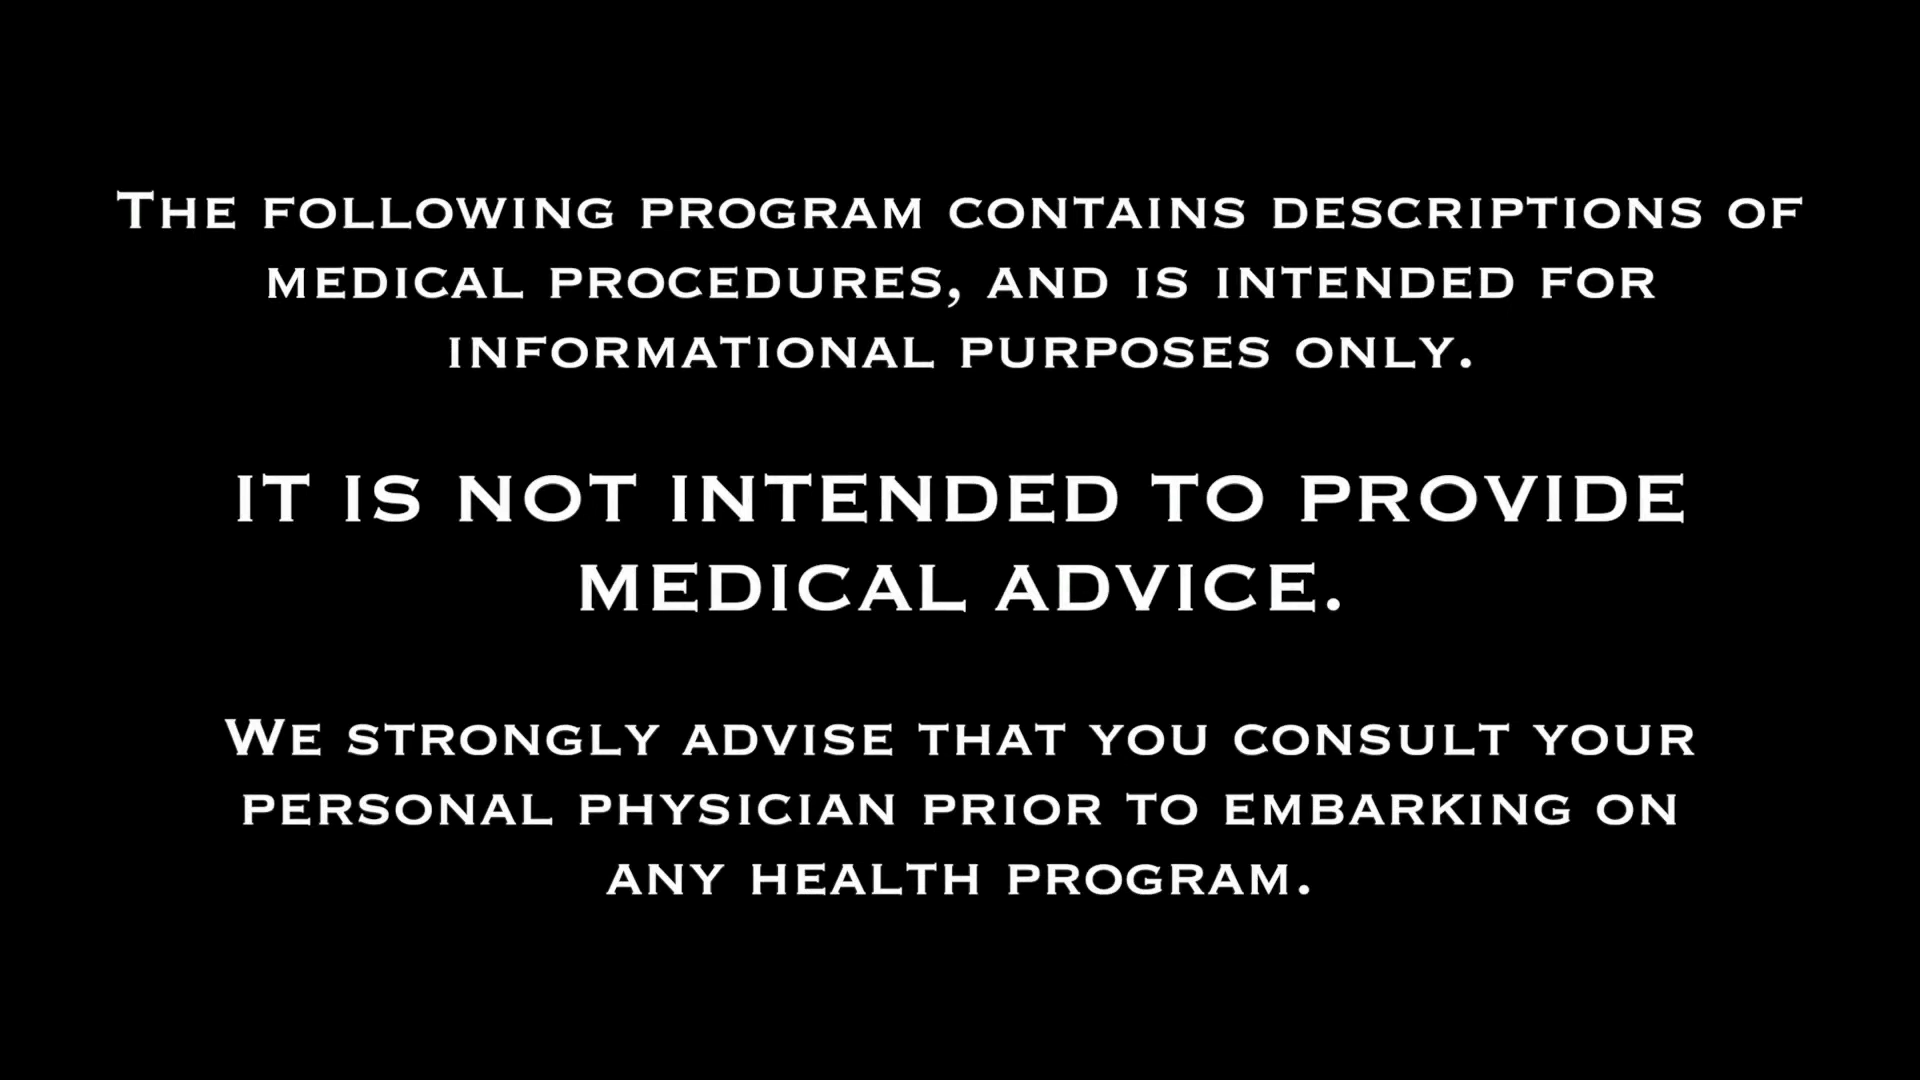 The following program contains descriptions of
medical procedures, and is intended for
informational purposes only.
IT IS NOT INTENDED TO PROVIDE
MEDICAL ADVICE.
We strongly advise that you consult your
personal physician prior to embarking on
any health program.